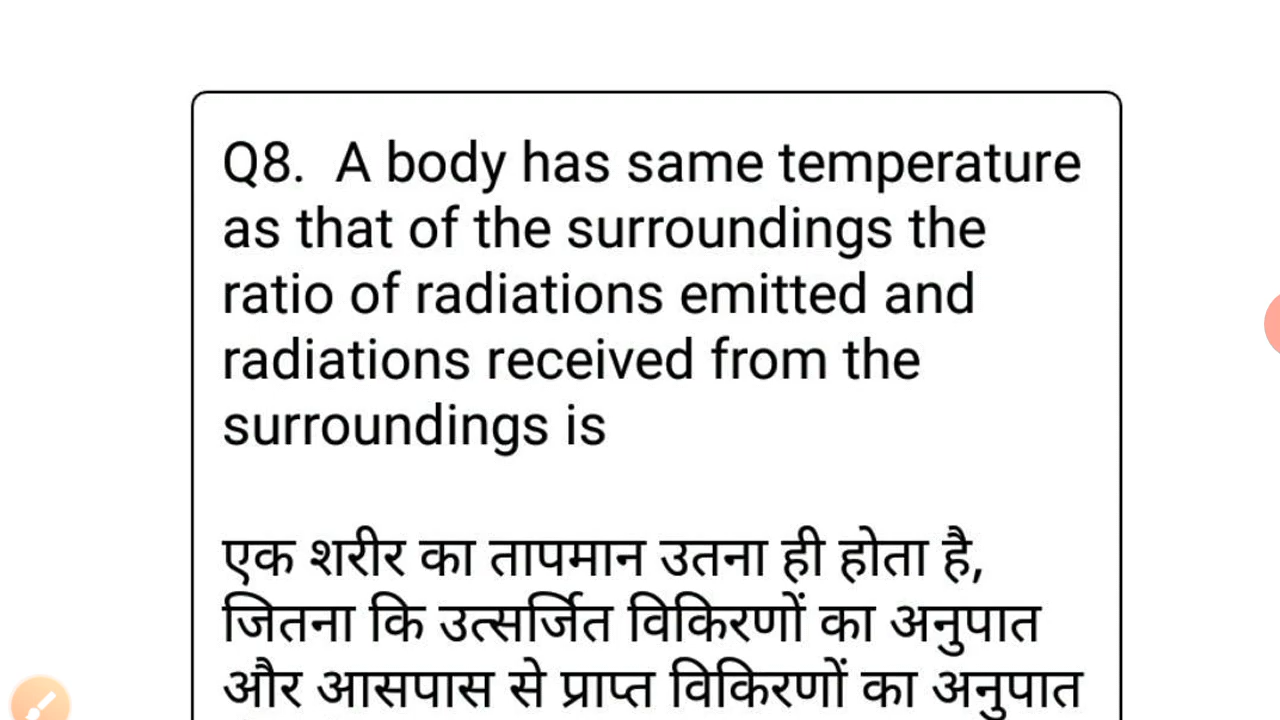 Q8. A body has same temperature
as that of the surroundings the
ratio of radiations emitted and
radiations received from the
surroundings is
एक शरीर का तापमान उतना ही होता है,
जितना कि उत्सर्जित विकिरणों का अनुपात
और आसपास से प्राप्त विकिरणों का अनुपात